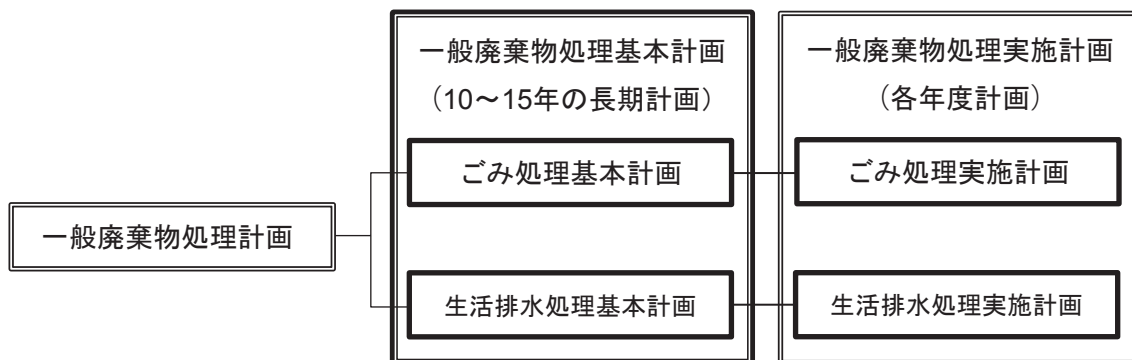 一般廃棄物処理基本計画
（10～15年の長期計画）
ごみ処理基本計画
生活排水処理基本計画
一般廃棄物処理実施計画
（各年度計画）
ごみ処理実施計画
生活排水処理実施計画
一般廃棄物処理計画